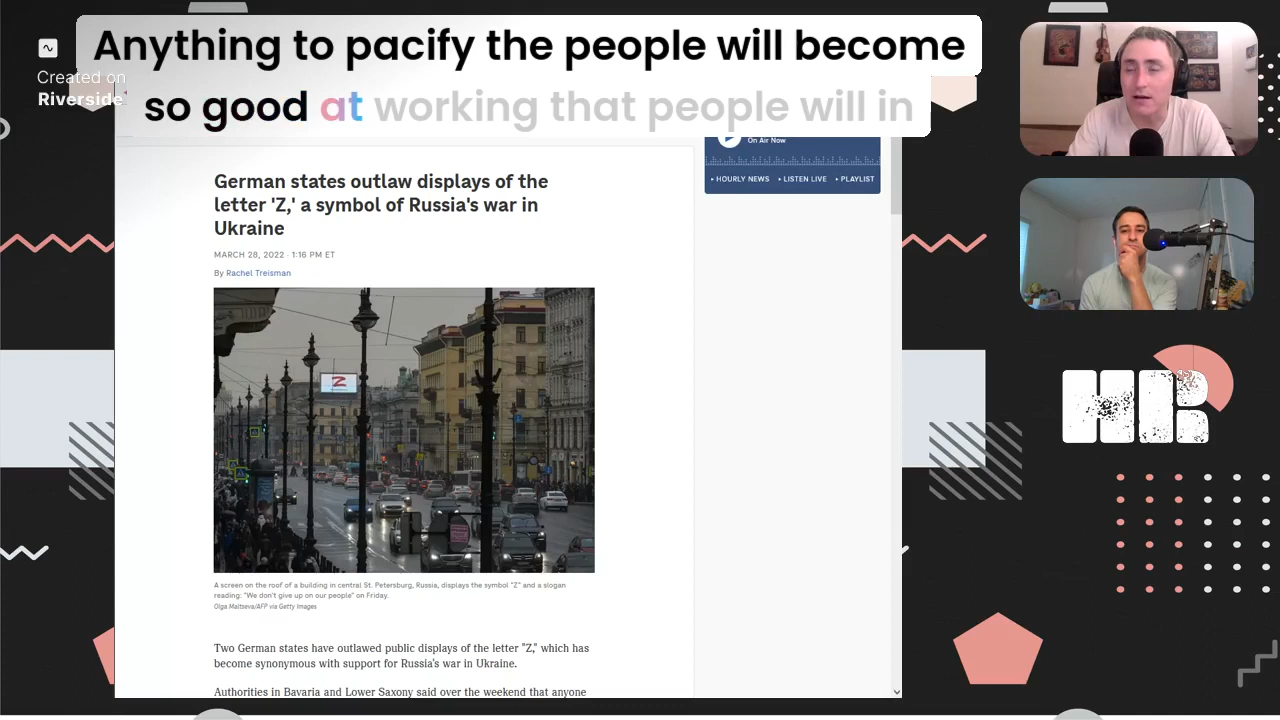 Anything to pacify the people will become
so good at working that people will in
Created on
Riverside
On Air Now
HOURLY NEWS
LISTEN LIVE
PLAYLIST
German states outlaw displays of the
letter 'Z,' a symbol of Russia's war in
Ukraine
MARCH 28, 2022 · 1:16 PM ET
By Rachel Treisman
Z
A screen on the roof of a building in central St. Petersburg, Russia, displays the symbol "Z" and a slogan
reading: "We don't give up on our people" on Friday.
Olga Maltseva/AFP via Getty Images
Two German states have outlawed public displays of the letter "Z," which has
become synonymous with support for Russia's war in Ukraine.
Authorities in Bavaria and Lower Saxony said over the weekend that anyone
HR